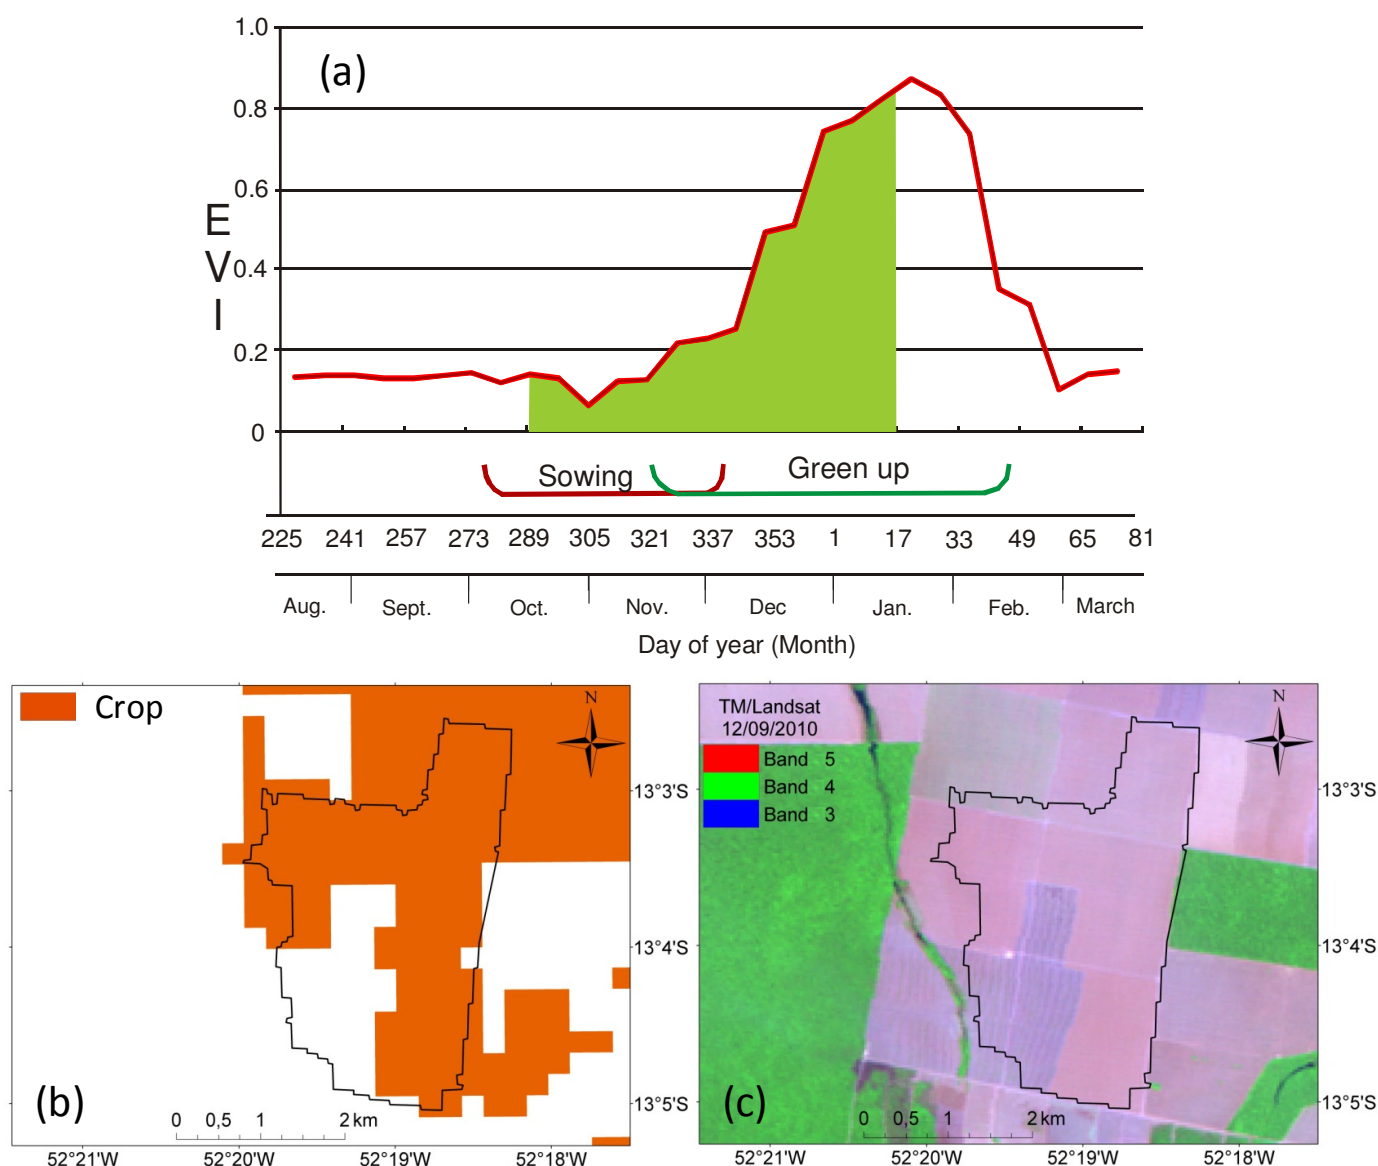 1.0
(a)
0.8
0.6
E
V
0.4
I
0.2
0
Sowing
Green up
225 241 257 273 289 305 321 337 353 1 17 33 49 65 81
Aug. Sept. Oct. Nov. Dec Jan. Feb. March
Day of year (Month)
Crop
N
13°3'S
13°4'S
13°5'S
(b)
0 0,5 1 2 km
52°21'W 52°20'W 52°19'W 52°18'W
TM/Landsat
12/09/2010
Band 5
Band 4
Band 3
N
13°3'S
13°4'S
13°5'S
(c)
0 0,5 1 2 km
52°21'W 52°20'W 52°19'W 52°18'W